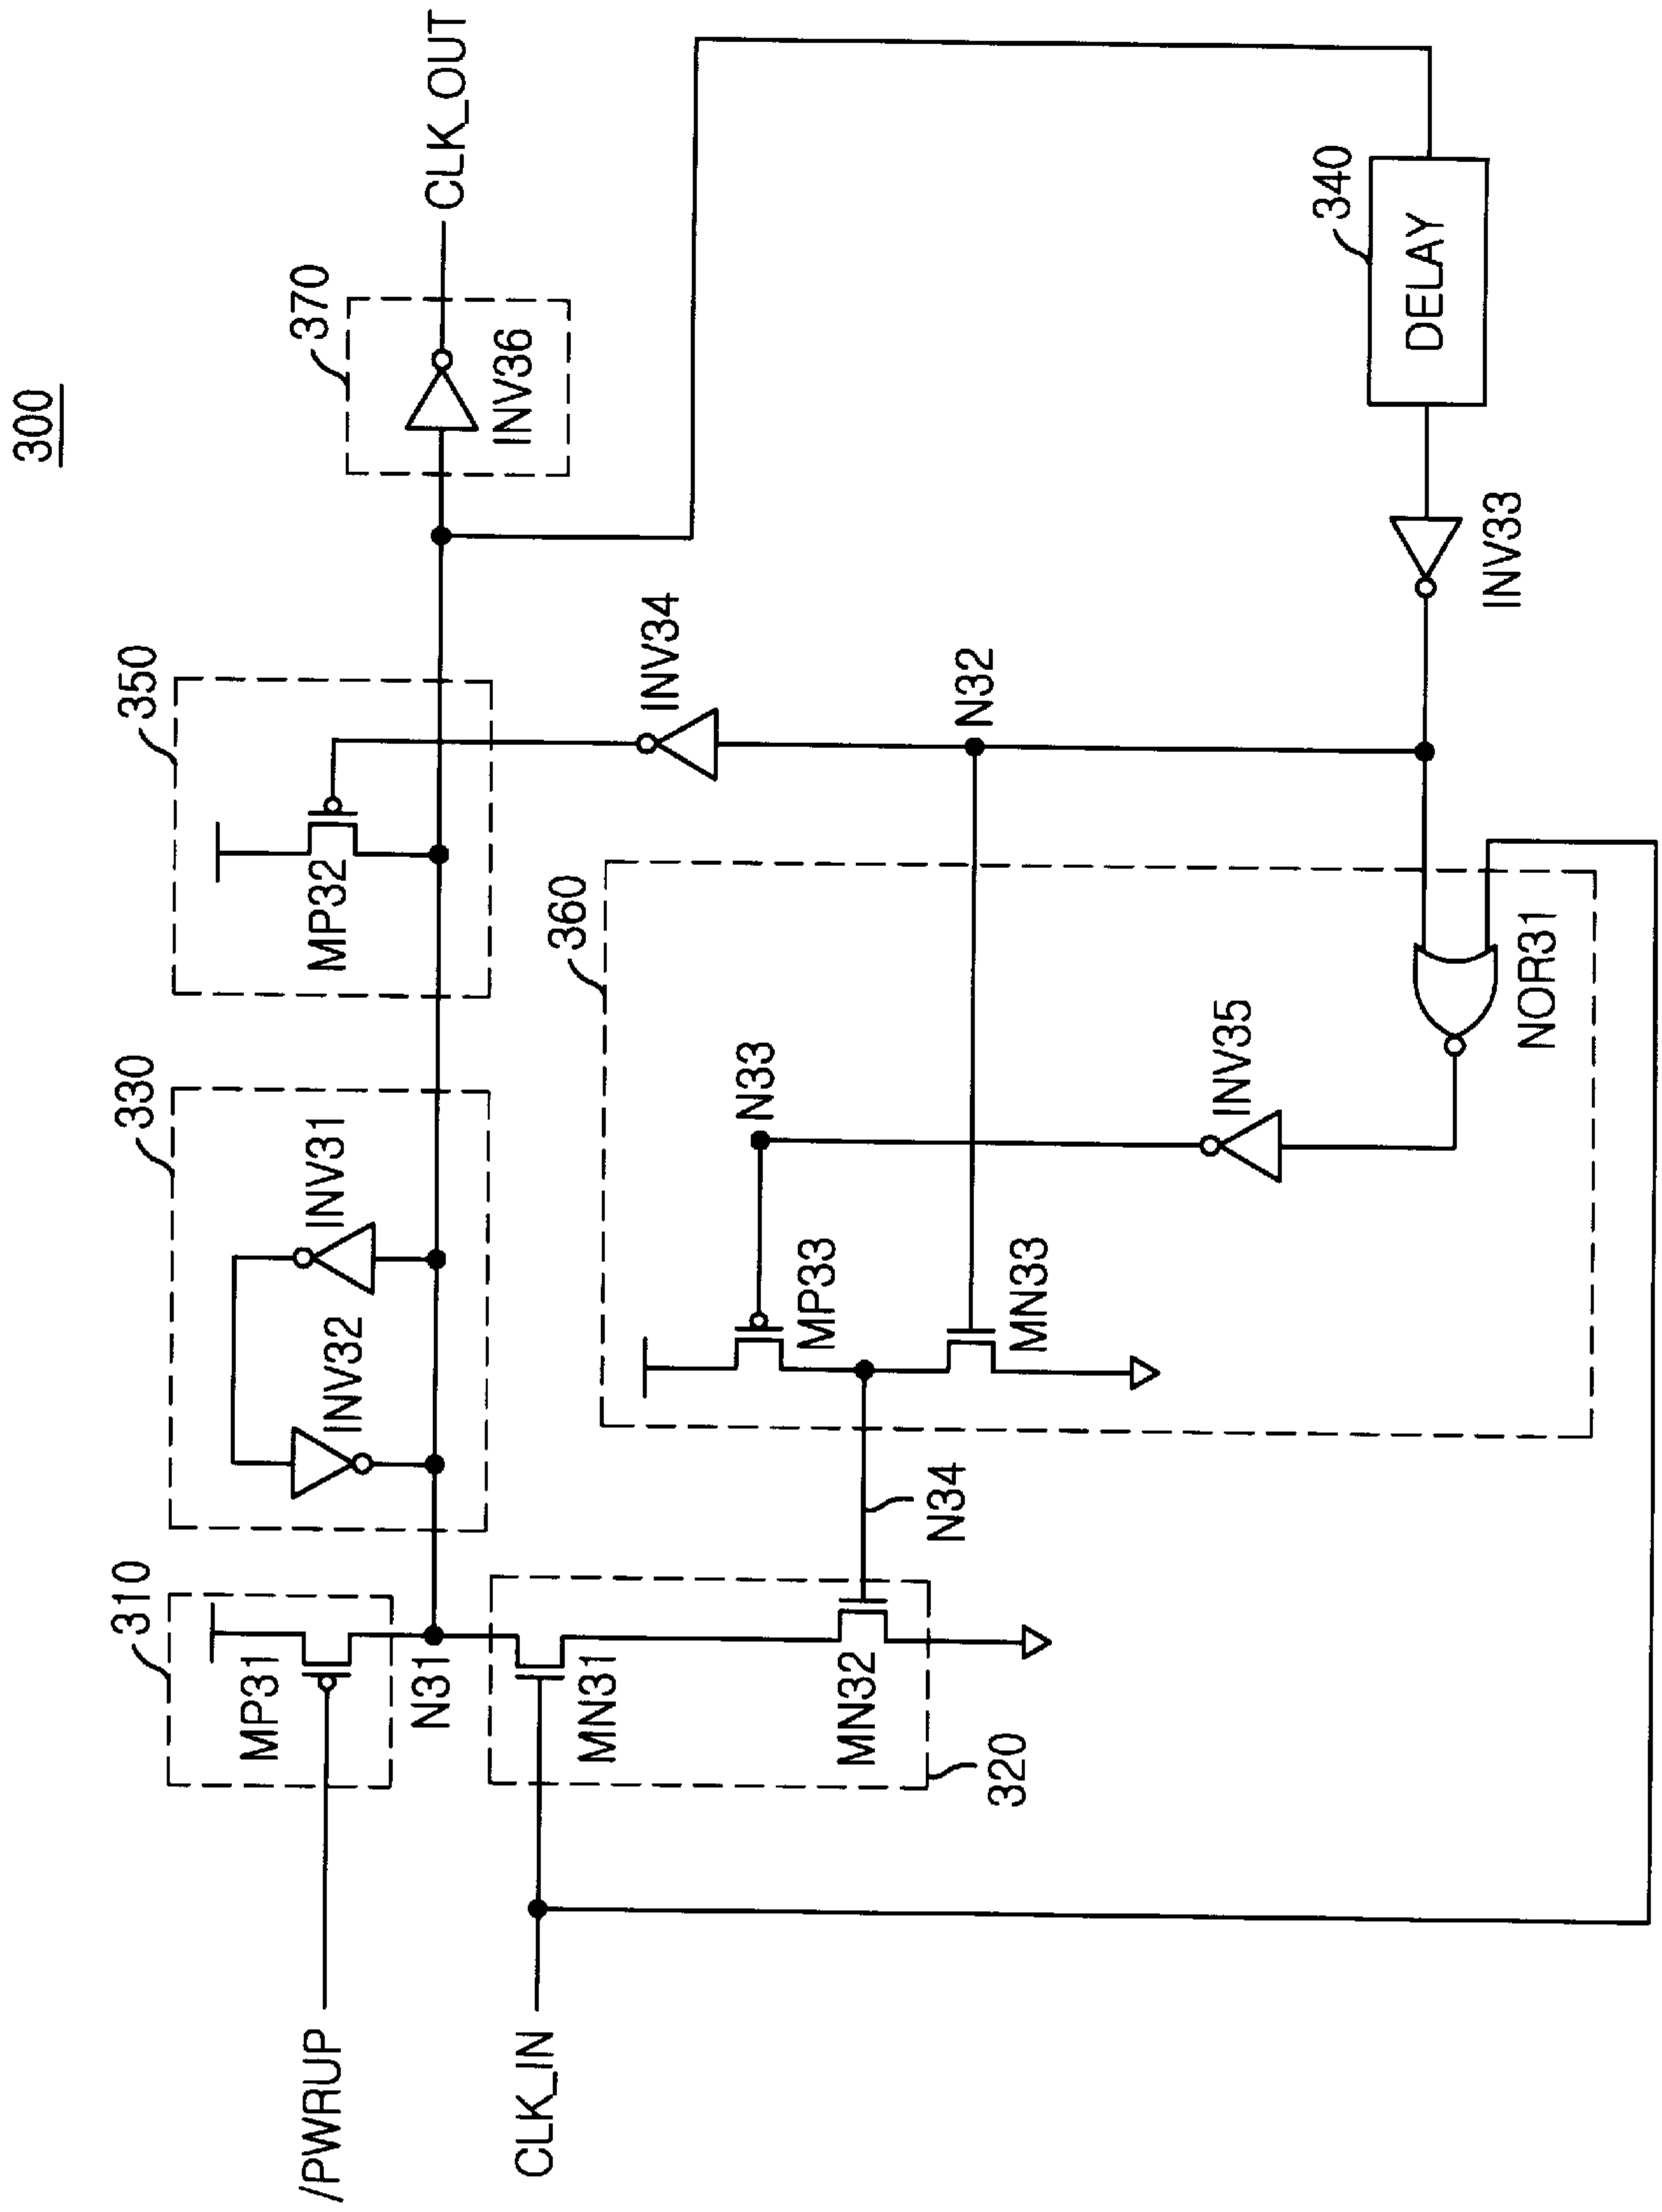 300
310
MP31
/PWRUP
N31
CLK_IN
MN31
MN32
320
330
INV32
INV31
350
MP32
370
INV36
CLK_OUT
INV34
N32
N34
360
N33
MP33
MN33
INV35
NOR31
INV33
340
DELAY